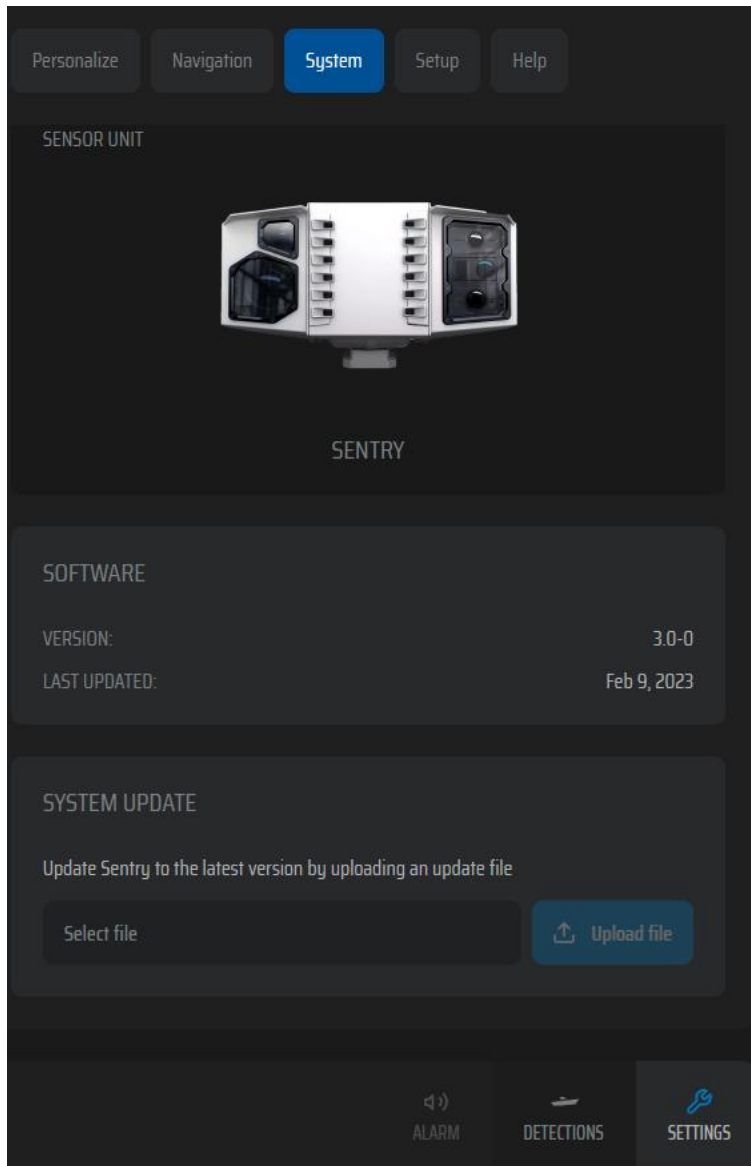 Personalize Navigation System Setup Help
SENSOR UNIT
SENTRY
SOFTWARE
VERSION: 3.0-0
LAST UPDATED: Feb 9, 2023
SYSTEM UPDATE
Update Sentry to the latest version by uploading an update file
Select file Upload file
ALARM DETECTIONS SETTINGS